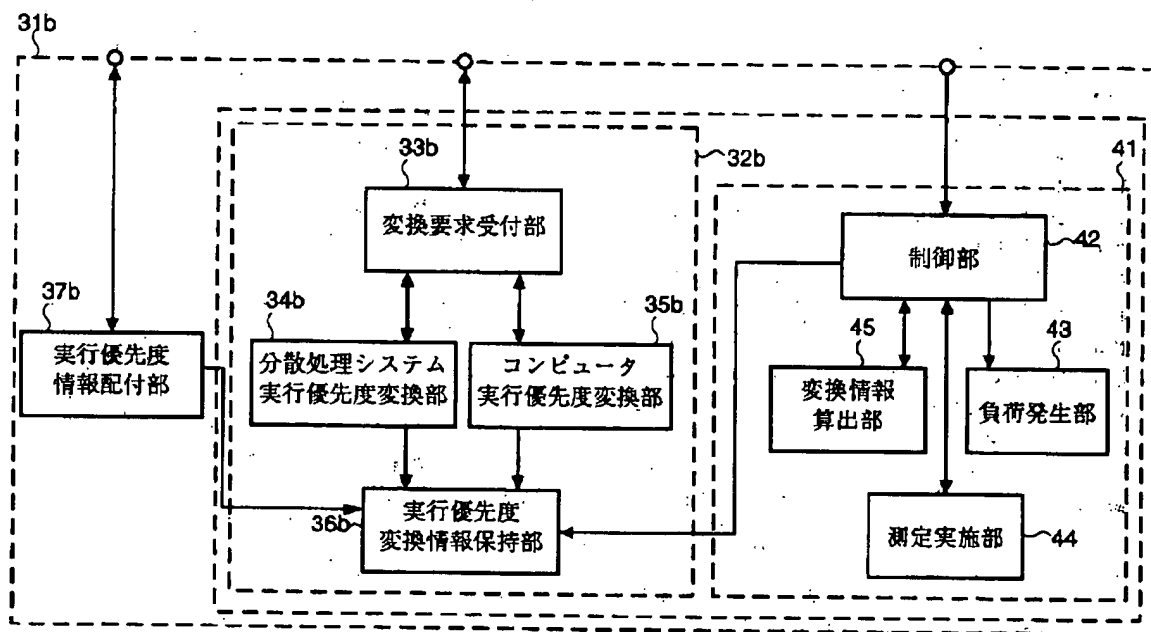 31b
33b
変換要求受付部
32b
41
制御部
42
37b
実行優先度
情報配付部
34b
分散処理システム
実行優先度変換部
35b
コンピュータ
実行優先度変換部
45
変換情報
算出部
43
負荷発生部
36b
実行優先度
変換情報保持部
測定実施部
44